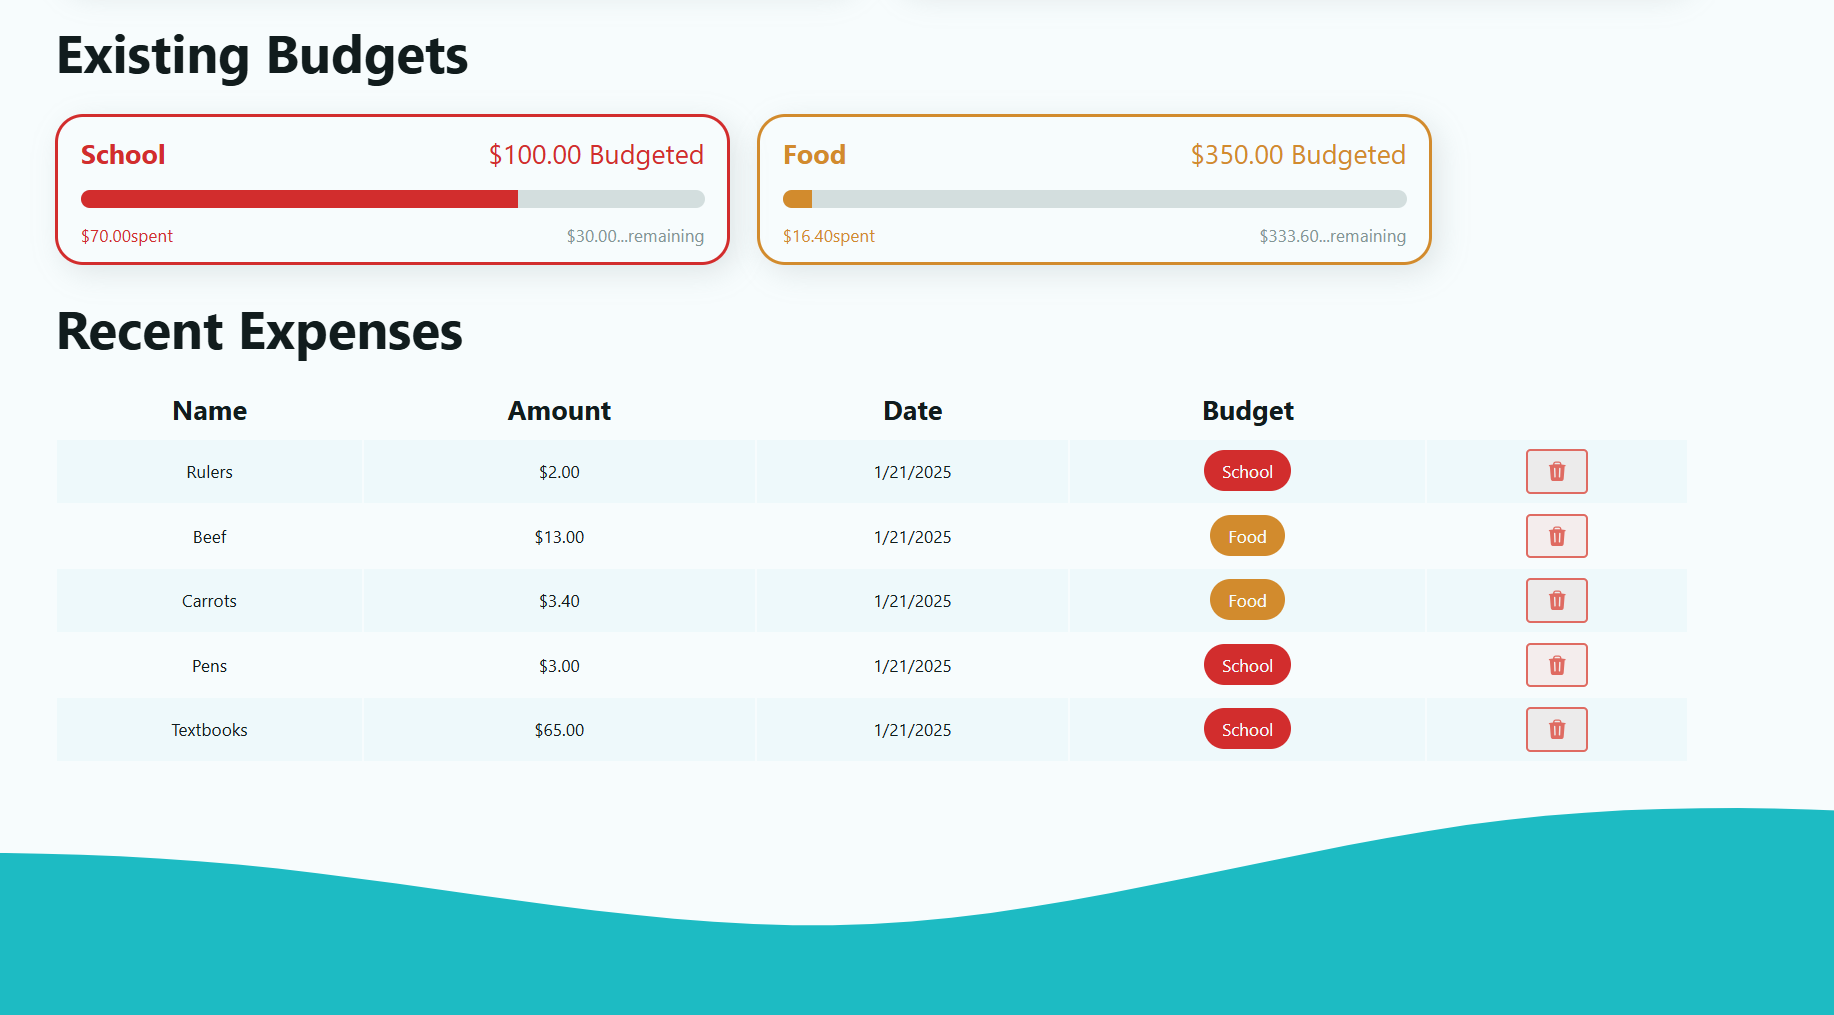 Existing Budgets
School $100.00 Budgeted
$70.00spent $30.00...remaining
Food $350.00 Budgeted
$16.40spent $333.60...remaining
Recent Expenses
Name Amount Date Budget
Rulers $2.00 1/21/2025 School
Beef $13.00 1/21/2025 Food
Carrots $3.40 1/21/2025 Food
Pens $3.00 1/21/2025 School
Textbooks $65.00 1/21/2025 School